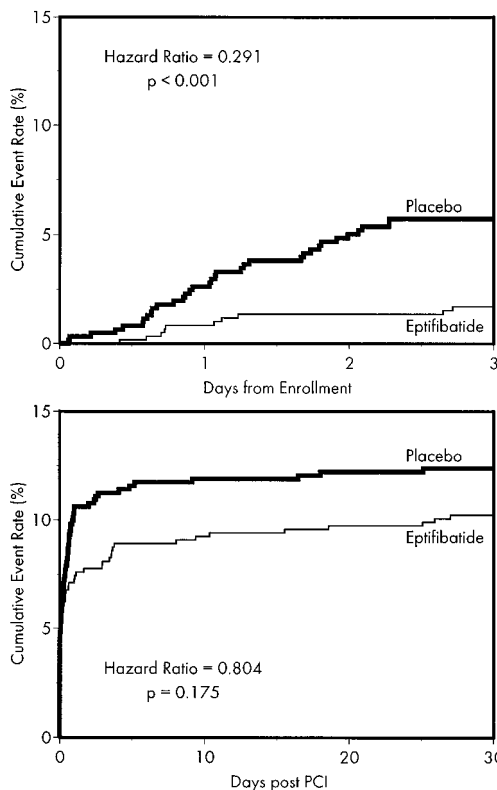 15
Hazard Ratio = 0.291
p < 0.001
10
Cumulative Event Rate (%)
Placebo
5
Eptifibatide
0
0 1 2 3
Days from Enrollment
15
Placebo
10
Eptifibatide
Cumulative Event Rate (%)
5
Hazard Ratio = 0.804
p = 0.175
0
0 10 20 30
Days post PCI